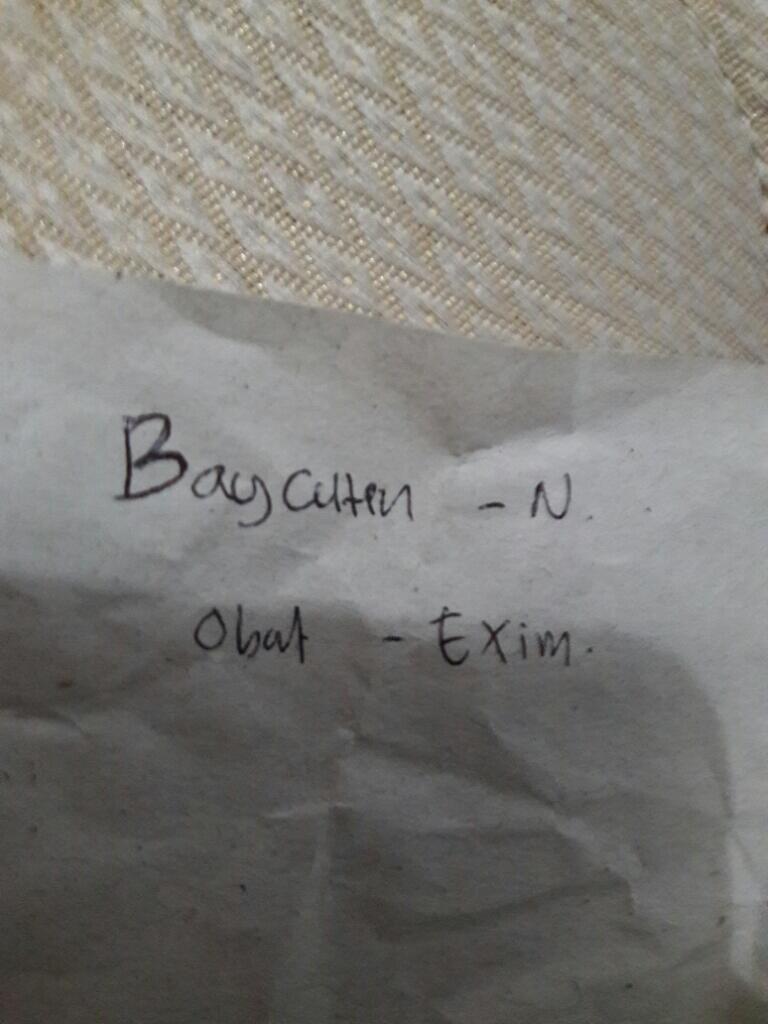 Baycuten - N.
Obat - Exim.